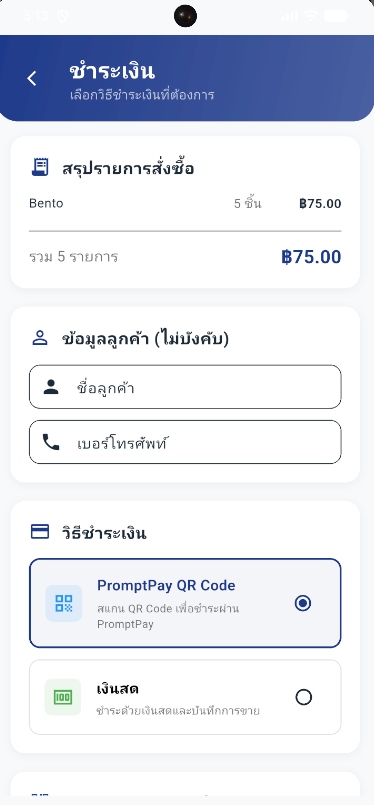 ชำระเงิน
เลือกวิธีชำระเงินที่ต้องการ
สรุปรายการสั่งซื้อ
Bento 5 ชิ้น ฿75.00
รวม 5 รายการ ฿75.00
ข้อมูลลูกค้า (ไม่บังคับ)
ชื่อลูกค้า
เบอร์โทรศัพท์
วิธีชำระเงิน
PromptPay QR Code
สแกน QR Code เพื่อชำระผ่าน
PromptPay
เงินสด
ชำระด้วยเงินสดและบันทึกการขาย